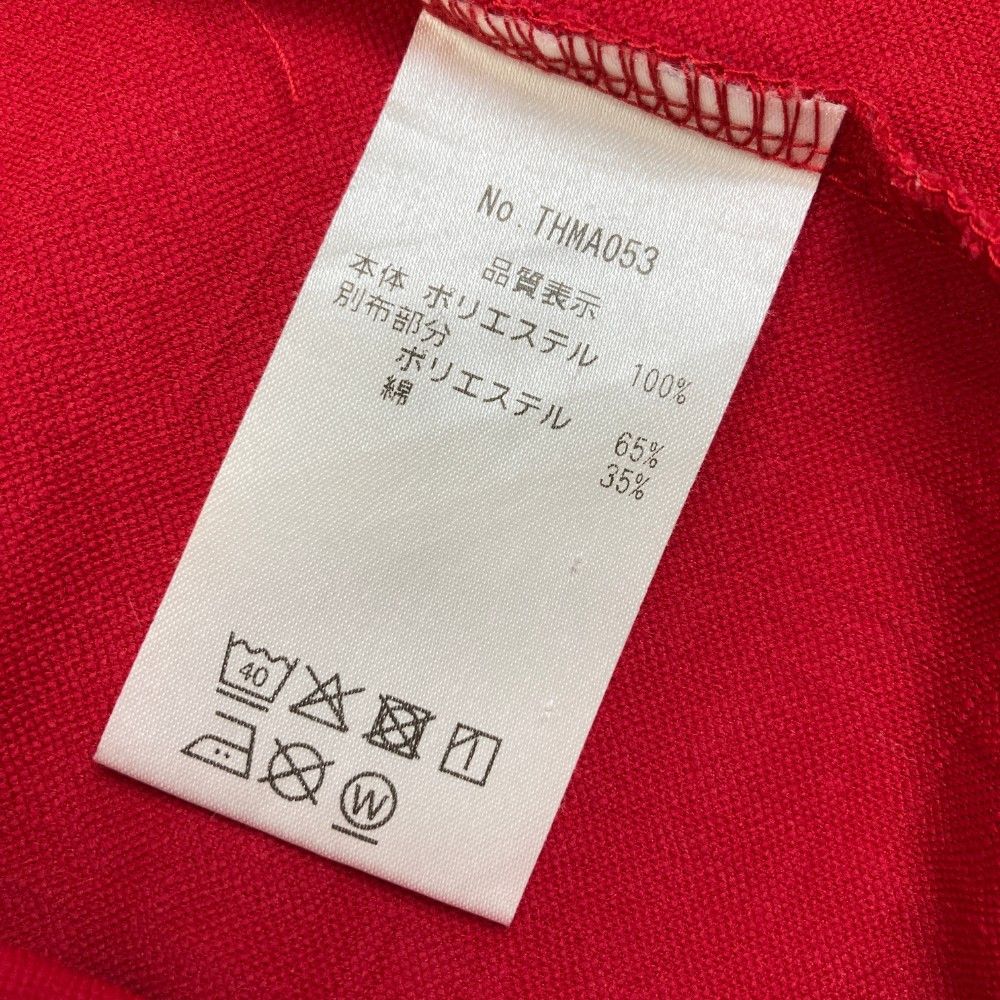 No.THMA053
品質表示
本体 ポリエステル 100%
別布部分
ポリエステル 65%
綿 35%
40
W